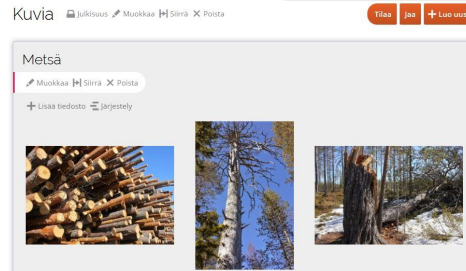 Kuvia Julkisuus Muokkaa Siirrä Poista Tilaa Jaa Luo uus
Metsä
Muokkaa Siirrä Poista
Lisää tiedosto Järjestely